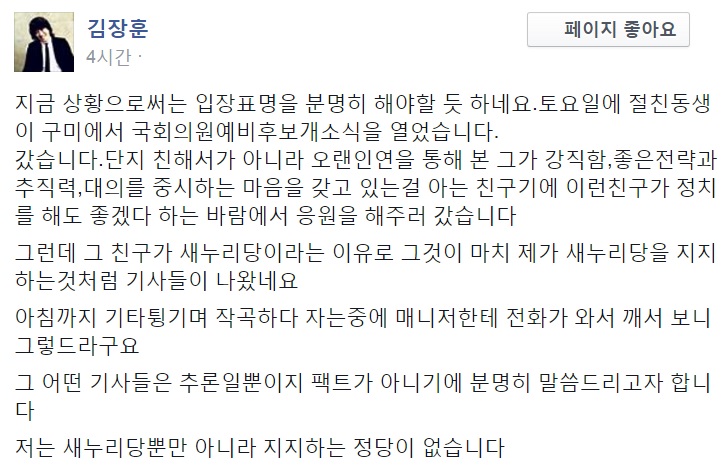 김장훈
페이지 좋아요
4시간 ·
지금 상황으로써는 입장표명을 분명히 해야할 듯 하네요.토요일에 절친동생
이 구미에서 국회의원예비후보개소식을 열었습니다.
갔습니다.단지 친해서가 아니라 오랜인연을 통해 본 그가 강직함,좋은전략과
추직력,대의를 중시하는 마음을 갖고 있는걸 아는 친구기에 이런친구가 정치
를 해도 좋겠다 하는 바람에서 응원을 해주러 갔습니다
그런데 그 친구가 새누리당이라는 이유로 그것이 마치 제가 새누리당을 지지
하는것처럼 기사들이 나왔네요
아침까지 기타튕기며 작곡하다 자는중에 매니저한테 전화가 와서 깨서 보니
그렇드라구요
그 어떤 기사들은 추론일뿐이지 팩트가 아니기에 분명히 말씀드리고자 합니
다
저는 새누리당뿐만 아니라 지지하는 정당이 없습니다